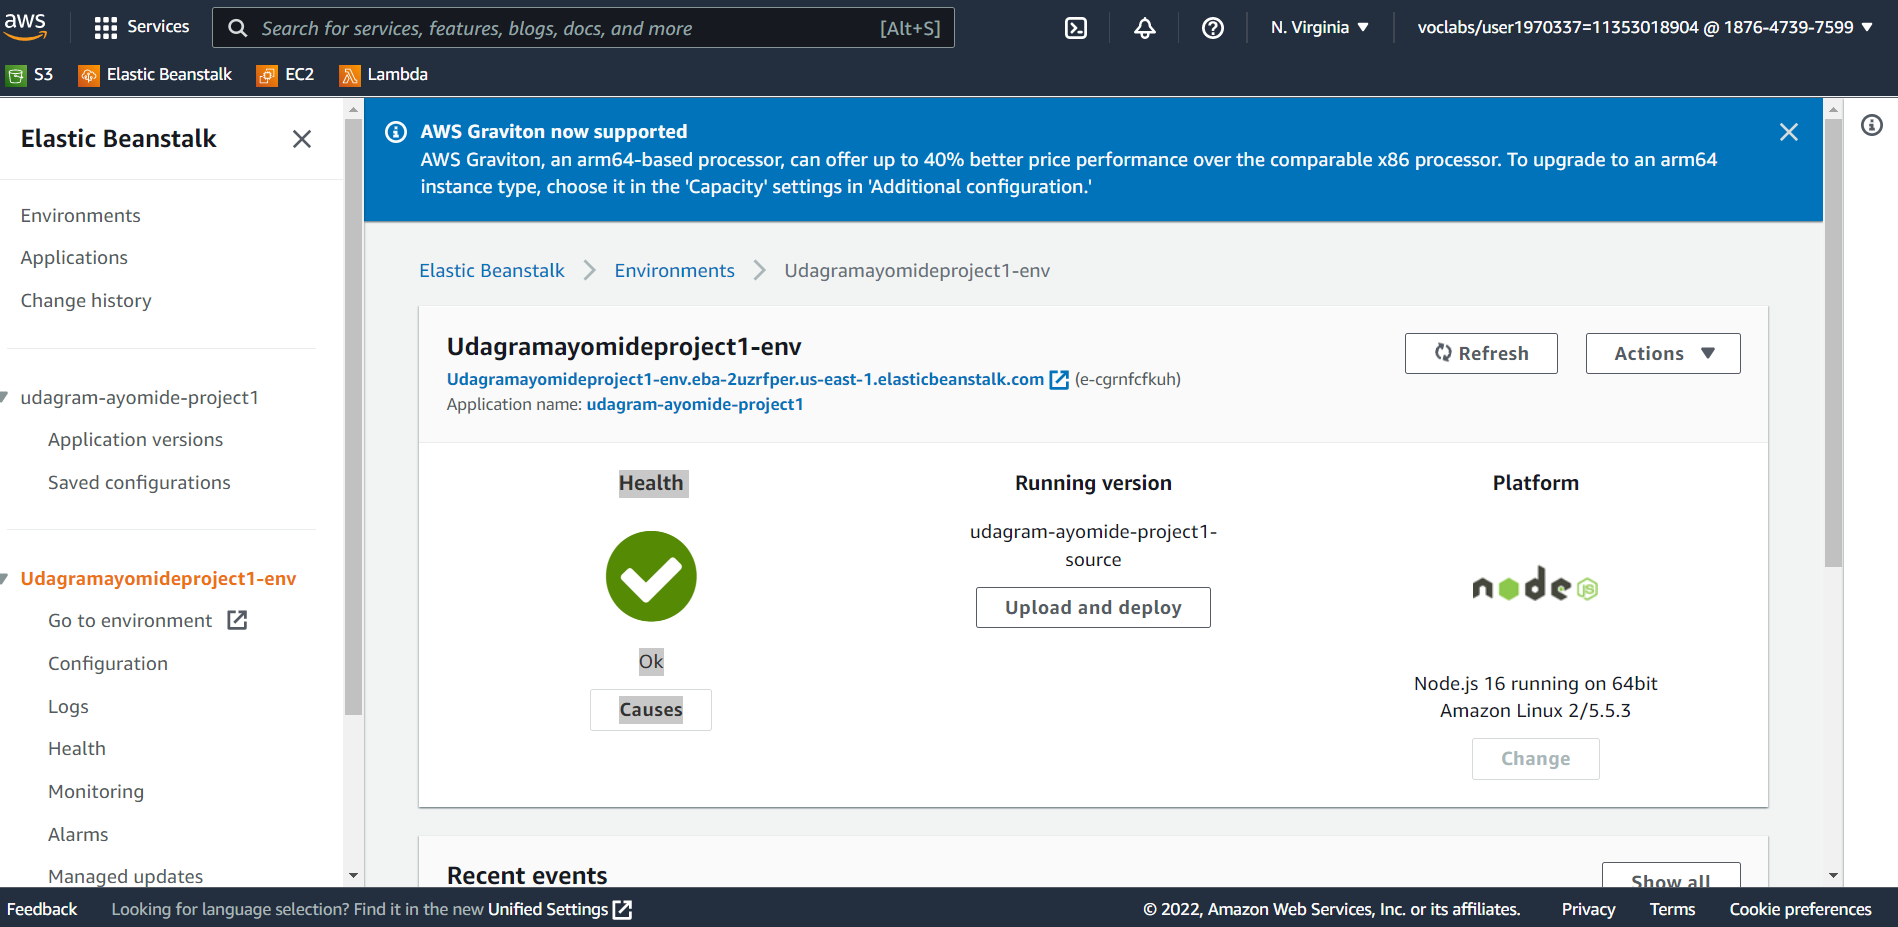 aws
Services
Search for services, features, blogs, docs, and more [Alt+S]
N. Virginia
voclabs/user1970337=11353018904 @ 1876-4739-7599
S3
Elastic Beanstalk
EC2
Lambda
Elastic Beanstalk
Environments
Applications
Change history
udagram-ayomide-project1
Application versions
Saved configurations
Udagramayomideproject1-env
Go to environment
Configuration
Logs
Health
Monitoring
Alarms
Managed updates
AWS Graviton now supported
AWS Graviton, an arm64-based processor, can offer up to 40% better price performance over the comparable x86 processor. To upgrade to an arm64
instance type, choose it in the 'Capacity' settings in 'Additional configuration.'
Elastic Beanstalk
Environments
Udagramayomideproject1-env
Udagramayomideproject1-env
Udagramayomideproject1-env.eba-2uzrfper.us-east-1.elasticbeanstalk.com (e-cgrnfcfkuh)
Application name: udagram-ayomide-project1
Refresh
Actions
Health
Ok
Causes
Running version
udagram-ayomide-project1-
source
Upload and deploy
Platform
node JS
Node.js 16 running on 64bit
Amazon Linux 2/5.5.3
Change
Recent events
Show all
Feedback
Looking for language selection? Find it in the new Unified Settings
© 2022, Amazon Web Services, Inc. or its affiliates.
Privacy
Terms
Cookie preferences